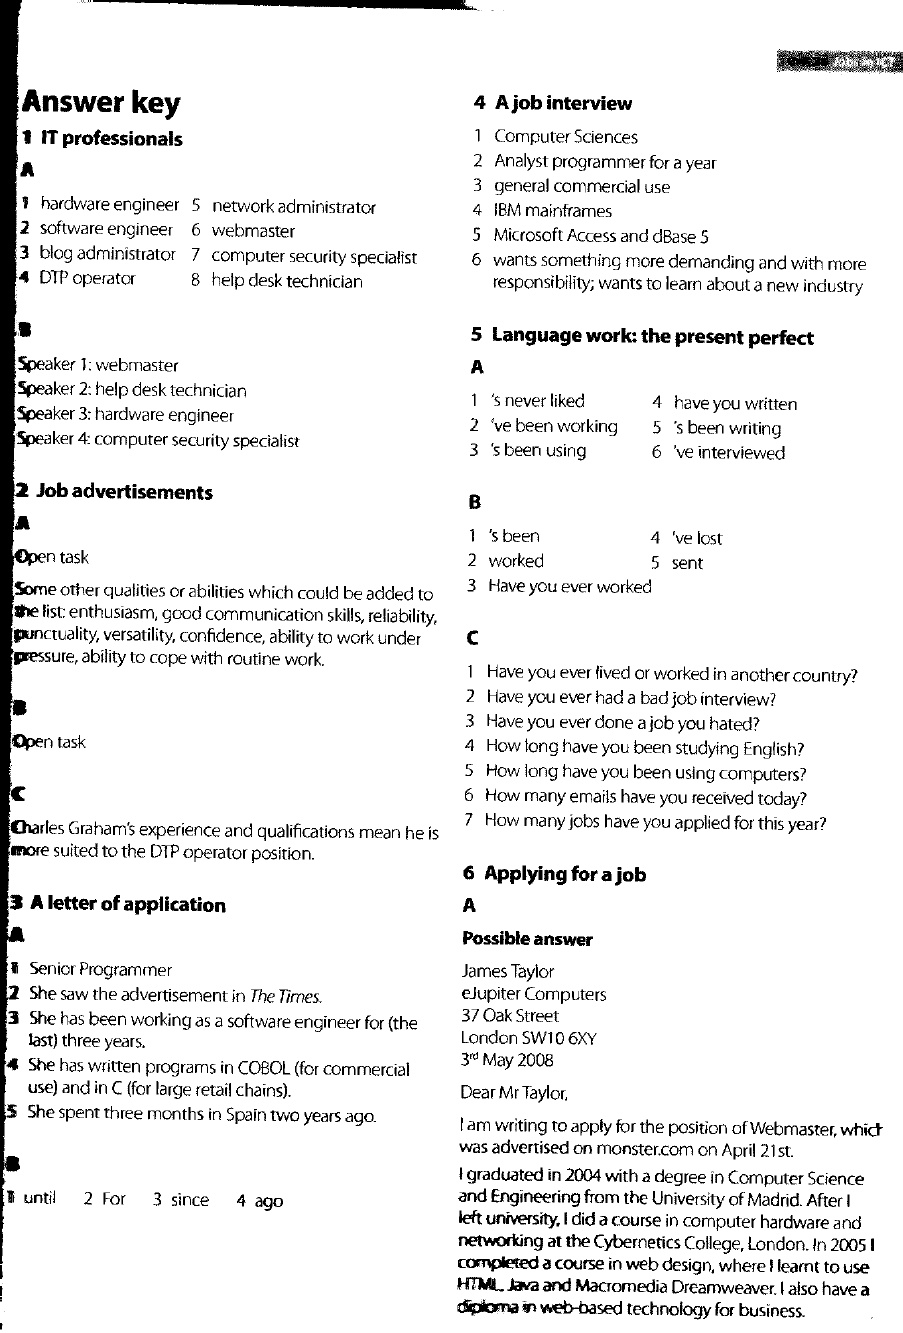 Jobs in ICT
Answer key
1 IT professionals
A
1 hardware engineer 5 network administrator
2 software engineer 6 webmaster
3 blog administrator 7 computer security specialist
4 DTP operator 8 help desk technician
B
Speaker 1: webmaster
Speaker 2: help desk technician
Speaker 3: hardware engineer
Speaker 4: computer security specialist
2 Job advertisements
A
Open task
Some other qualities or abilities which could be added to
the list: enthusiasm, good communication skills, reliability,
punctuality, versatility, confidence, ability to work under
pressure, ability to cope with routine work.
B
Open task
C
Charles Graham's experience and qualifications mean he is
more suited to the DTP operator position.
3 A letter of application
A
1 Senior Programmer
2 She saw the advertisement in The Times.
3 She has been working as a software engineer for (the
last) three years.
4 She has written programs in COBOL (for commercial
use) and in C (for large retail chains).
5 She spent three months in Spain two years ago.
B
1 until 2 For 3 since 4 ago
4 A job interview
1 Computer Sciences
2 Analyst programmer for a year
3 general commercial use
4 IBM mainframes
5 Microsoft Access and dBase 5
6 wants something more demanding and with more
responsibility; wants to learn about a new industry
5 Language work: the present perfect
A
1 's never liked 4 have you written
2 've been working 5 's been writing
3 's been using 6 've interviewed
B
1 's been 4 've lost
2 worked 5 sent
3 Have you ever worked
C
1 Have you ever lived or worked in another country?
2 Have you ever had a bad job interview?
3 Have you ever done a job you hated?
4 How long have you been studying English?
5 How long have you been using computers?
6 How many emails have you received today?
7 How many jobs have you applied for this year?
6 Applying for a job
A
Possible answer
James Taylor
eJupiter Computers
37 Oak Street
London SW10 6XY
3rd May 2008
Dear Mr Taylor,
I am writing to apply for the position of Webmaster, which
was advertised on monster.com on April 21st.
I graduated in 2004 with a degree in Computer Science
and Engineering from the University of Madrid. After I
left university, I did a course in computer hardware and
networking at the Cybernetics College, London. In 2005 I
completed a course in web design, where I learnt to use
HTML, Java and Macromedia Dreamweaver. I also have a
diploma in web-based technology for business.